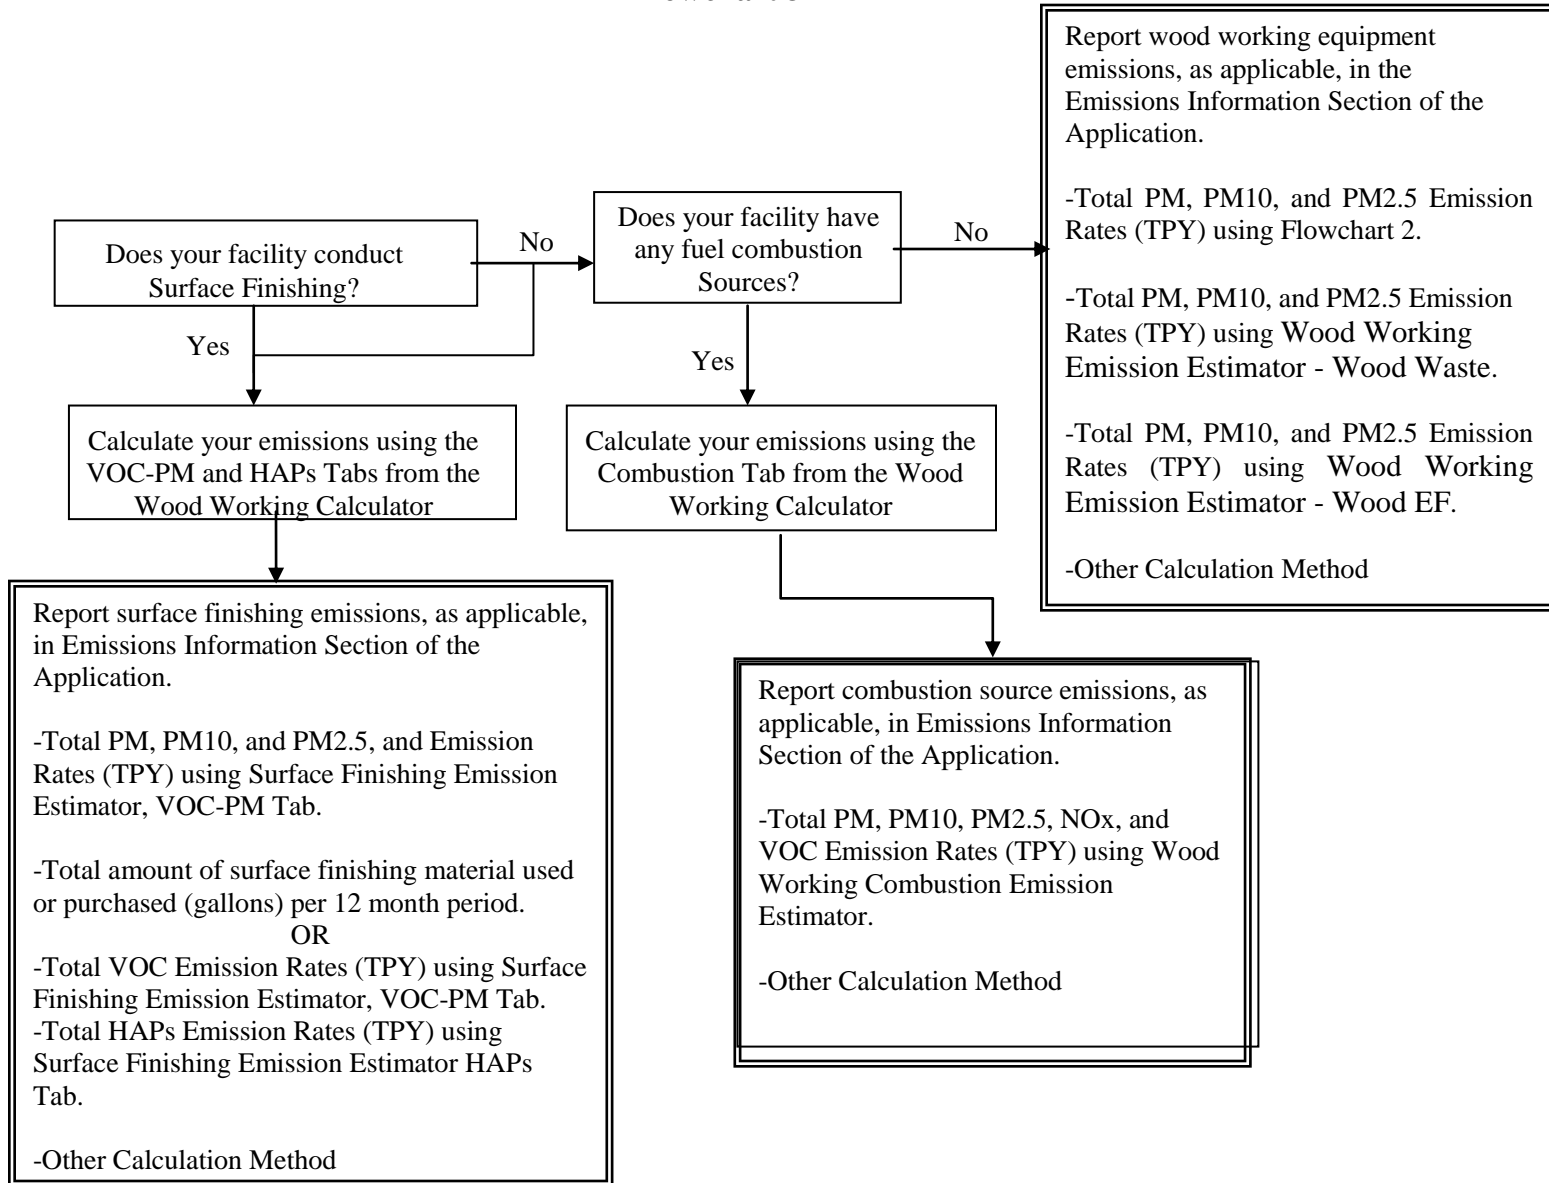 Does your facility conduct
Surface Finishing?
No
Yes
Does your facility have
any fuel combustion
Sources?
No
Yes
Calculate your emissions using the
VOC-PM and HAPs Tabs from the
Wood Working Calculator
Calculate your emissions using the
Combustion Tab from the Wood
Working Calculator
Report wood working equipment
emissions, as applicable, in the
Emissions Information Section of the
Application.
-Total PM, PM10, and PM2.5 Emission
Rates (TPY) using Flowchart 2.
-Total PM, PM10, and PM2.5 Emission
Rates (TPY) using Wood Working
Emission Estimator - Wood Waste.
-Total PM, PM10, and PM2.5 Emission
Rates (TPY) using Wood Working
Emission Estimator - Wood EF.
-Other Calculation Method
Report surface finishing emissions, as applicable,
in Emissions Information Section of the
Application.
-Total PM, PM10, and PM2.5, and Emission
Rates (TPY) using Surface Finishing Emission
Estimator, VOC-PM Tab.
-Total amount of surface finishing material used
or purchased (gallons) per 12 month period.
OR
-Total VOC Emission Rates (TPY) using Surface
Finishing Emission Estimator, VOC-PM Tab.
-Total HAPs Emission Rates (TPY) using
Surface Finishing Emission Estimator HAPs
Tab.
-Other Calculation Method
Report combustion source emissions, as
applicable, in Emissions Information
Section of the Application.
-Total PM, PM10, PM2.5, NOx, and
VOC Emission Rates (TPY) using Wood
Working Combustion Emission
Estimator.
-Other Calculation Method